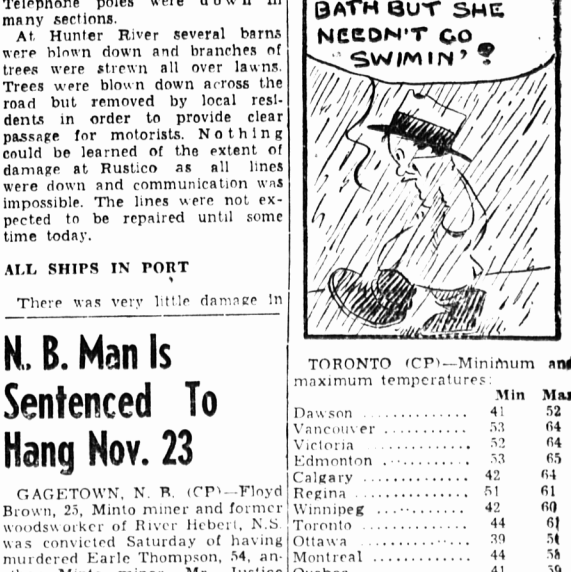 Telephone poles were down in
many sections.
At Hunter River several barns
were blown down and branches of
trees were strewn all over lawns.
Trees were blown down across the
road but removed by local resi-
dents in order to provide clear
passage for motorists. Nothing
could be learned of the extent of
damage at Rustico as all lines
were down and communication was
impossible. The lines were not ex-
pected to be repaired until some
time today.
ALL SHIPS IN PORT
There was very little damage in
N. B. Man Is
Sentenced To
Hang Nov. 23
GAGETOWN, N. B. (CP)—Floyd
Brown, 25, Minto miner and former
woodsworker of River Hebert, N.S.
was convicted Saturday of having
murdered Earle Thompson, 54, an-
BATH BUT SHE
NEEDN'T GO
"SWIMIN'?
TORONTO (CP)—Minimum and
maximum temperatures:
Min Max
Dawson 41 52
Vancouver 53 64
Victoria 52 64
Edmonton 53 65
Calgary 42 64
Regina 51 61
Winnipeg 42 60
Toronto 44 61
Ottawa 39
Montreal 44 58